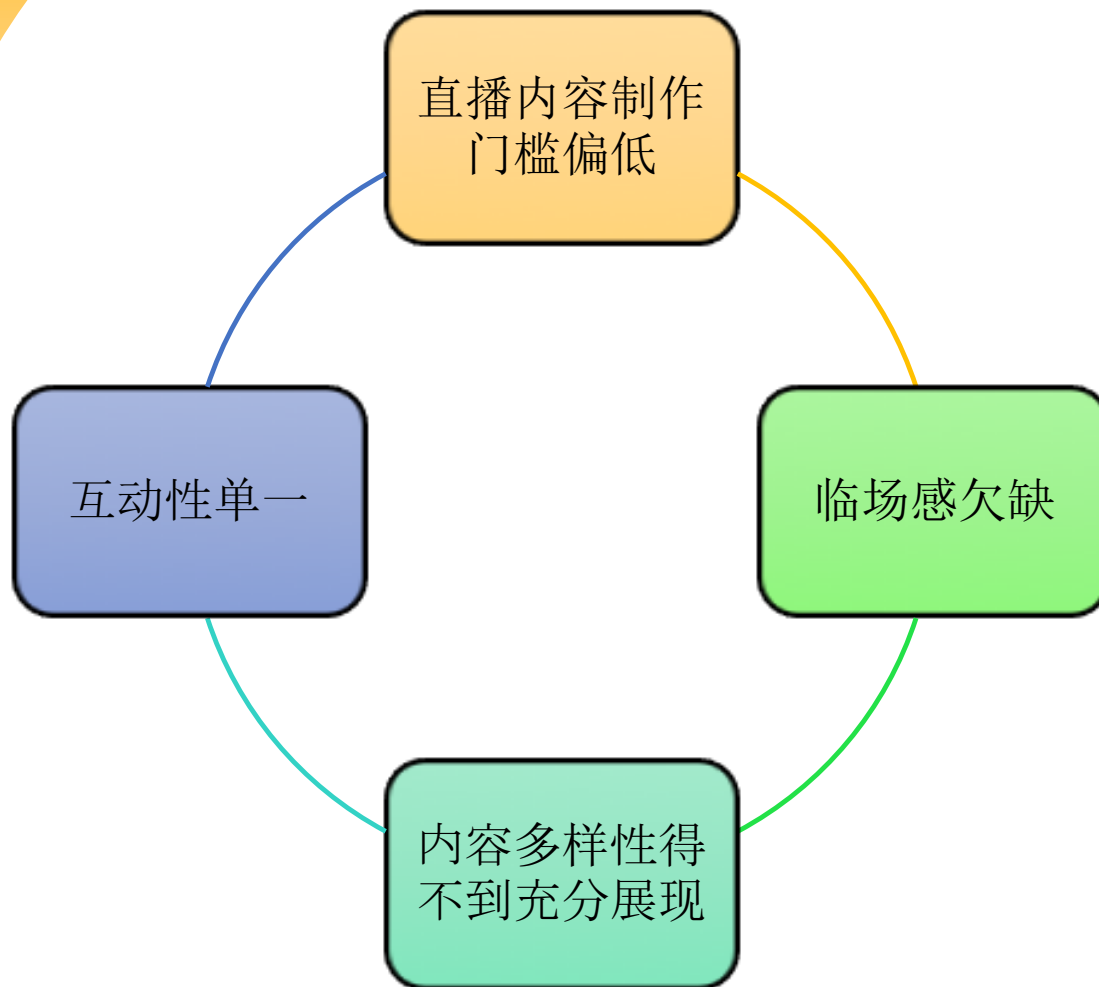 直播内容制作
门槛偏低
互动性单一
临场感欠缺
内容多样性得
不到充分展现